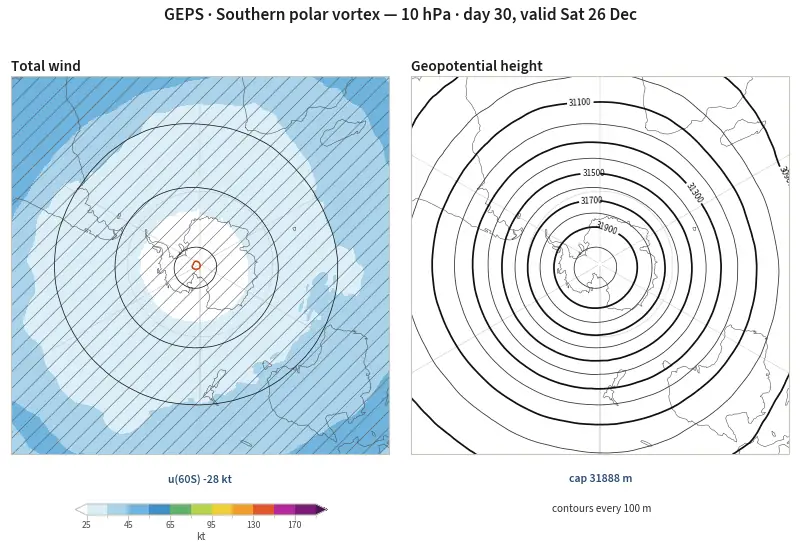 GEPS · Southern polar vortex — 10 hPa · day 30, valid Sat 26 Dec
Total wind
Geopotential height
31100
31500
31300
31700
31900
u(60S) -28 kt
cap 31888 m
contours every 100 m
25 45 65 95 130 170
kt